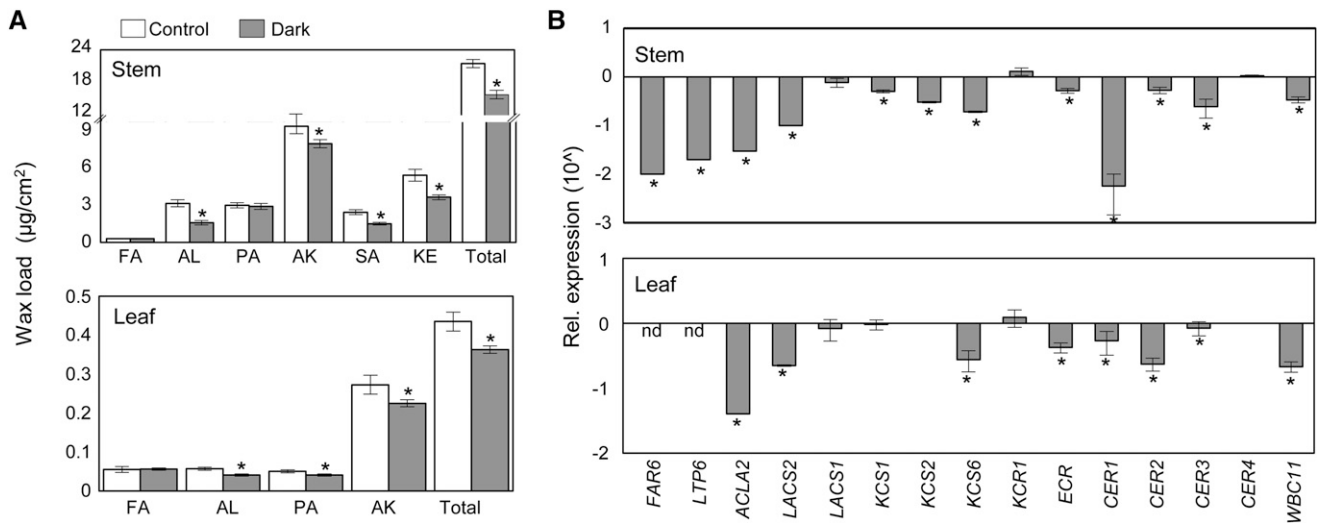 A
Control Dark
Stem
24
18
12
9
6
3
0
FA AL PA AK SA KE Total
* * * * *
Wax load (µg/cm²)
Leaf
0.5
0.4
0.3
0.2
0.1
0
FA AL PA AK Total
* * * *
B
Stem
1
0
-1
-2
-3
* * * * * * * * * * * *
Rel. expression (10^)
Leaf
1
0
-1
-2
nd nd
* * * * * * * *
FAR6 LTP6 ACLA2 LACS2 LACS1 KCS1 KCS2 KCS6 KCR1 ECR CER1 CER2 CER3 CER4 WBC11